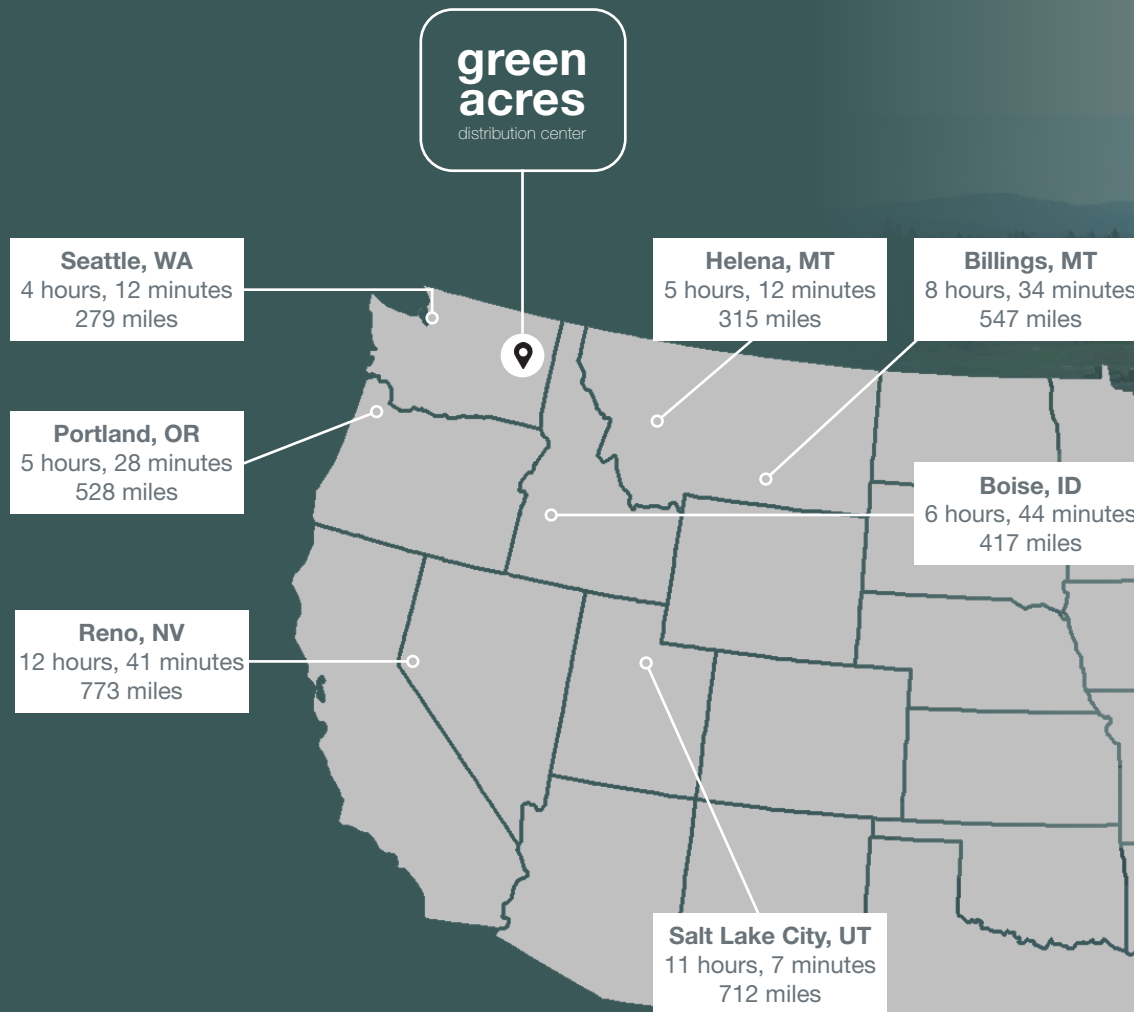 green
acres
distribution center
Seattle, WA
4 hours, 12 minutes
279 miles
Helena, MT
5 hours, 12 minutes
315 miles
Billings, MT
8 hours, 34 minutes
547 miles
Portland, OR
5 hours, 28 minutes
528 miles
Boise, ID
6 hours, 44 minutes
417 miles
Reno, NV
12 hours, 41 minutes
773 miles
Salt Lake City, UT
11 hours, 7 minutes
712 miles